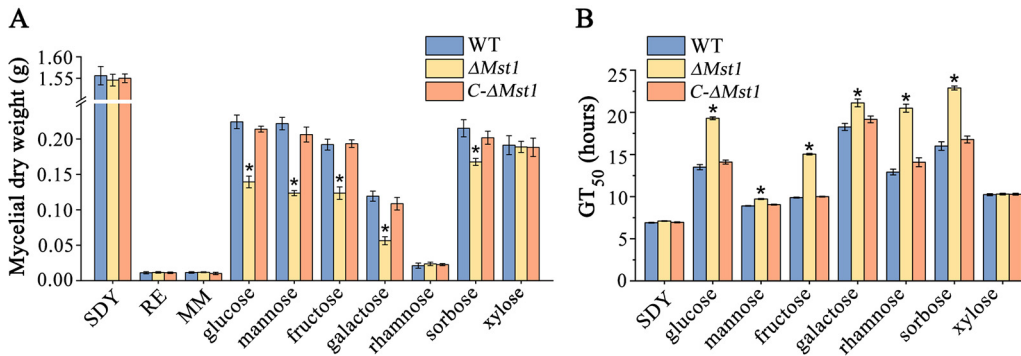 A
Mycelial dry weight (g)
1.60
1.55
0.20
0.15
0.10
0.05
0.00
WT
ΔMst1
C-ΔMst1
*
*
*
*
*
SDY
RE
MM
glucose
mannose
fructose
galactose
rhamnose
sorbose
xylose
B
GT50 (hours)
25
20
15
10
5
0
WT
ΔMst1
C-ΔMst1
*
*
*
*
*
*
SDY
glucose
mannose
fructose
galactose
rhamnose
sorbose
xylose